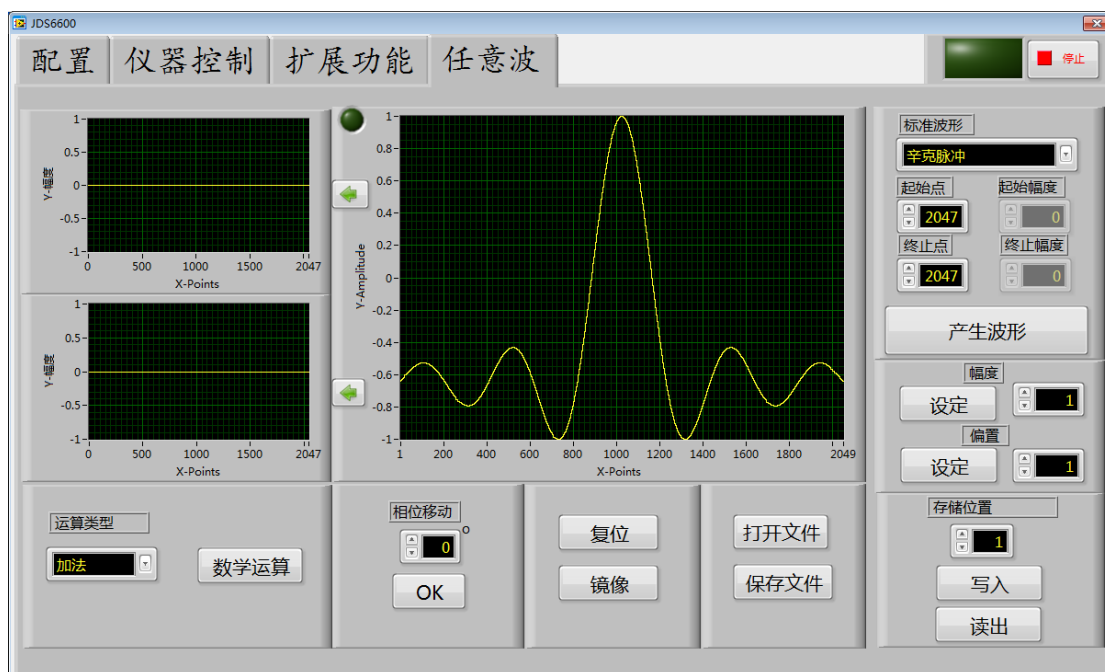 JDS6600
配置 仪器控制 扩展功能 任意波
停止
1
0.5
0
-0.5
-1
Y-幅度
0 500 1000 1500 2047
X-Points
1
0.5
0
-0.5
-1
Y-幅度
0 500 1000 1500 2047
X-Points
1
0.8
0.6
0.4
0.2
0
-0.2
-0.4
-0.6
-0.8
-1
Y-Amplitude
1 200 400 600 800 1000 1200 1400 1600 1800 2049
X-Points
标准波形
辛克脉冲
起始点 起始幅度
2047 0
终止点 终止幅度
2047 0
产生波形
幅度
设定 1
偏置
设定 1
存储位置
1
写入
读出
运算类型
加法 数学运算
相位移动
0 o
OK
复位
镜像
打开文件
保存文件